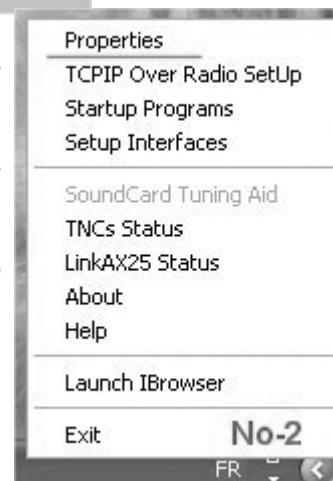 Properties
TCPIP Over Radio SetUp
Startup Programs
Setup Interfaces
SoundCard Tuning Aid
TNCs Status
LinkAX25 Status
About
Help
Launch IBrowser
Exit
No-2
FR